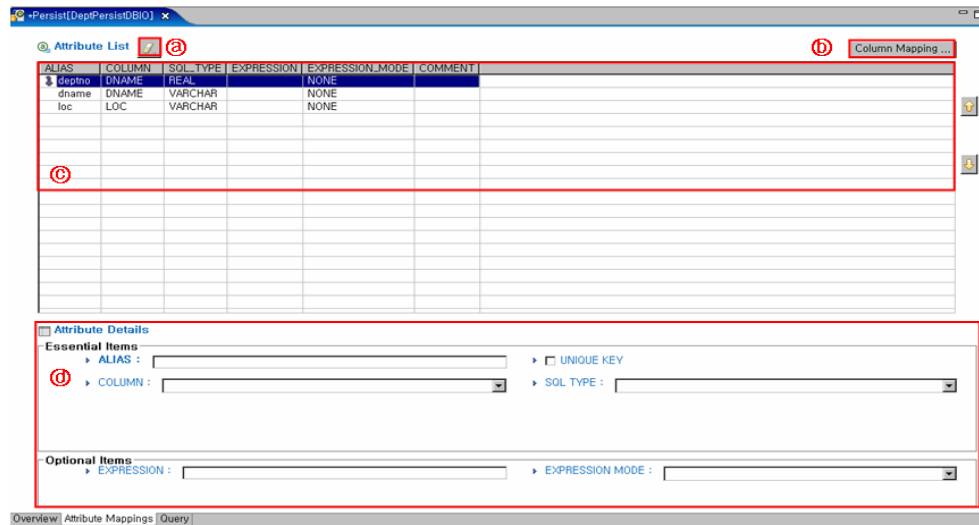 *Persist[DeptPersistDBIO]
Attribute List ⓐ ⓑ Column Mapping ...
ALIAS COLUMN SQL_TYPE EXPRESSION EXPRESSION_MODE COMMENT
deptno DNAME REAL NONE
dname DNAME VARCHAR NONE
loc LOC VARCHAR NONE
ⓒ
Attribute Details
Essential Items
ALIAS : UNIQUE KEY
ⓓ COLUMN : SQL TYPE :
Optional Items
EXPRESSION : EXPRESSION MODE :
Overview Attribute Mappings Query